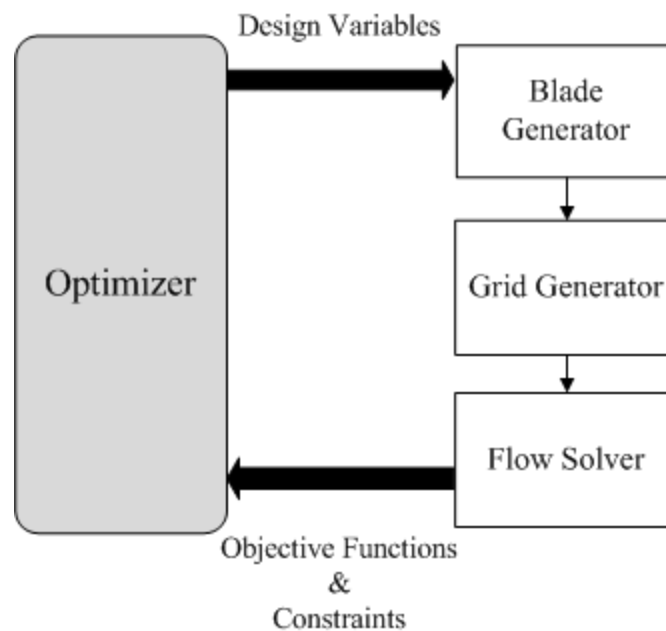 Design Variables
Blade
Generator
Optimizer
Grid Generator
Flow Solver
Objective Functions
&
Constraints